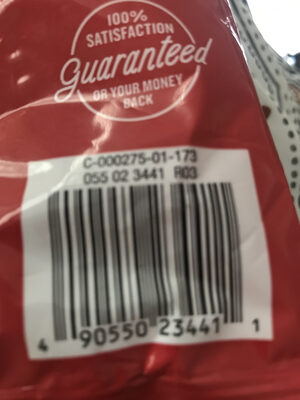 100%
SATISFACTION
Guaranteed
OR YOUR MONEY
BACK
C-000275-01-173
055 02 3441 R03
4 90550 23441 1